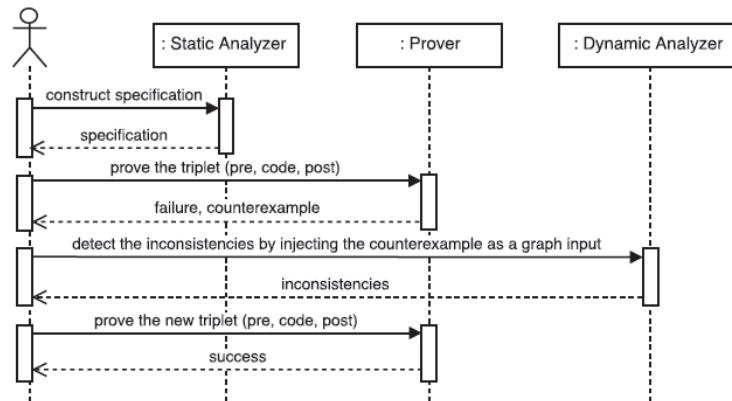 : Static Analyzer
: Prover
: Dynamic Analyzer
construct specification
specification
prove the triplet (pre, code, post)
failure, counterexample
detect the inconsistencies by injecting the counterexample as a graph input
inconsistencies
prove the new triplet (pre, code, post)
success